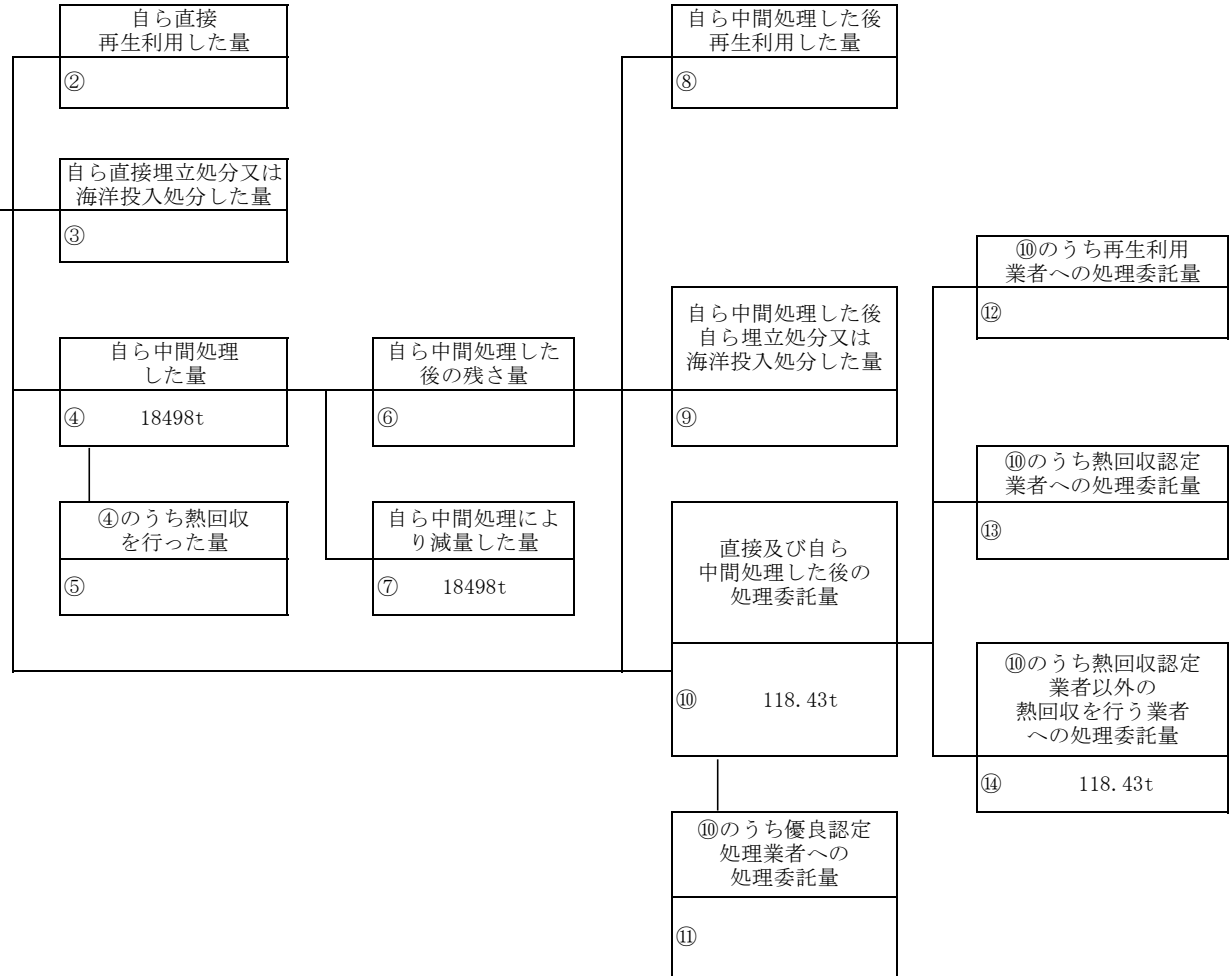 自ら直接
再生利用した量
②
自ら直接埋立処分又は
海洋投入処分した量
③
自ら中間処理
した量
④ 18498t
④のうち熱回収
を行った量
⑤
自ら中間処理した
後の残さ量
⑥
自ら中間処理によ
り減量した量
⑦ 18498t
自ら中間処理した後
再生利用した量
⑧
自ら中間処理した後
自ら埋立処分又は
海洋投入処分した量
⑨
直接及び自ら
中間処理した後の
処理委託量
⑩ 118.43t
⑩のうち優良認定
処理業者への
処理委託量
⑪
⑩のうち再生利用
業者への処理委託量
⑫
⑩のうち熱回収認定
業者への処理委託量
⑬
⑩のうち熱回収認定
業者以外の
熱回収を行う業者
への処理委託量
⑭ 118.43t